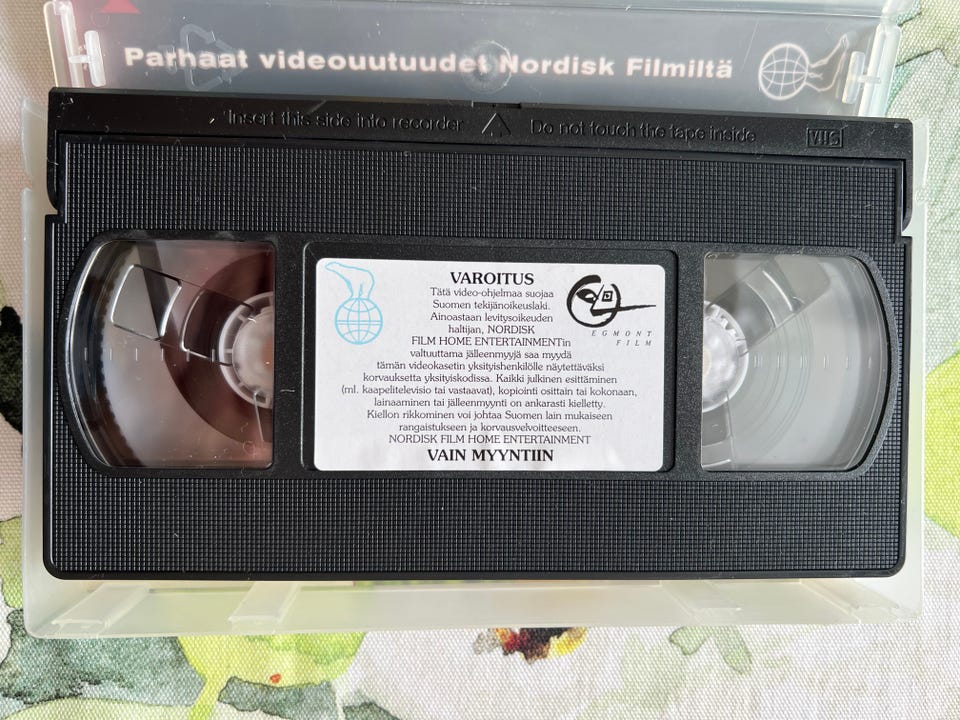 Parhaat videouutuudet Nordisk Filmiltä
Insert this side into recorder Do not touch the tape inside VHS
VAROITUS
Tätä video-ohjelmaa suojaa
Suomen tekijänoikeuslaki.
Ainoastaan levitysoikeuden
haltijan, NORDISK
FILM HOME ENTERTAINMENTin
valtuuttama jälleenmyyjä saa myydä
tämän videokasetin yksityishenkilölle näytettäväksi
korvauksetta yksityiskodissa. Kaikki julkinen esittäminen
(ml. kaapelitelevisio tai vastaavat), kopiointi osittain tai kokonaan,
lainaaminen tai jälleenmyynti on ankarasti kielletty.
Kiellon rikkominen voi johtaa Suomen lain mukaiseen
rangaistukseen ja korvausvelvoitteeseen.
NORDISK FILM HOME ENTERTAINMENT
VAIN MYYNTIIN
EGMONT
FILM